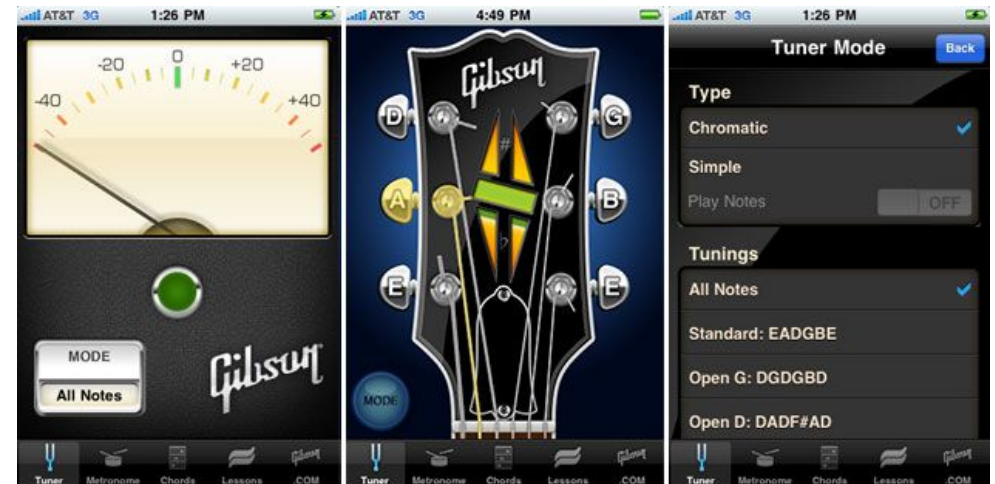 AT&T 3G 1:26 PM
-40 -20 0 +20 +40
MODE
All Notes
Gibson
Tuner Metronome Chords Lessons Gibson .COM
AT&T 3G 4:49 PM
Gibson
D G
#
A B
♭
E E
MODE
Tuner Metronome Chords Lessons Gibson .COM
AT&T 3G 1:26 PM
Tuner Mode Back
Type
Chromatic
Simple
Play Notes OFF
Tunings
All Notes
Standard: EADGBE
Open G: DGDGBD
Open D: DADF#AD
Tuner Metronome Chords Lessons Gibson .COM